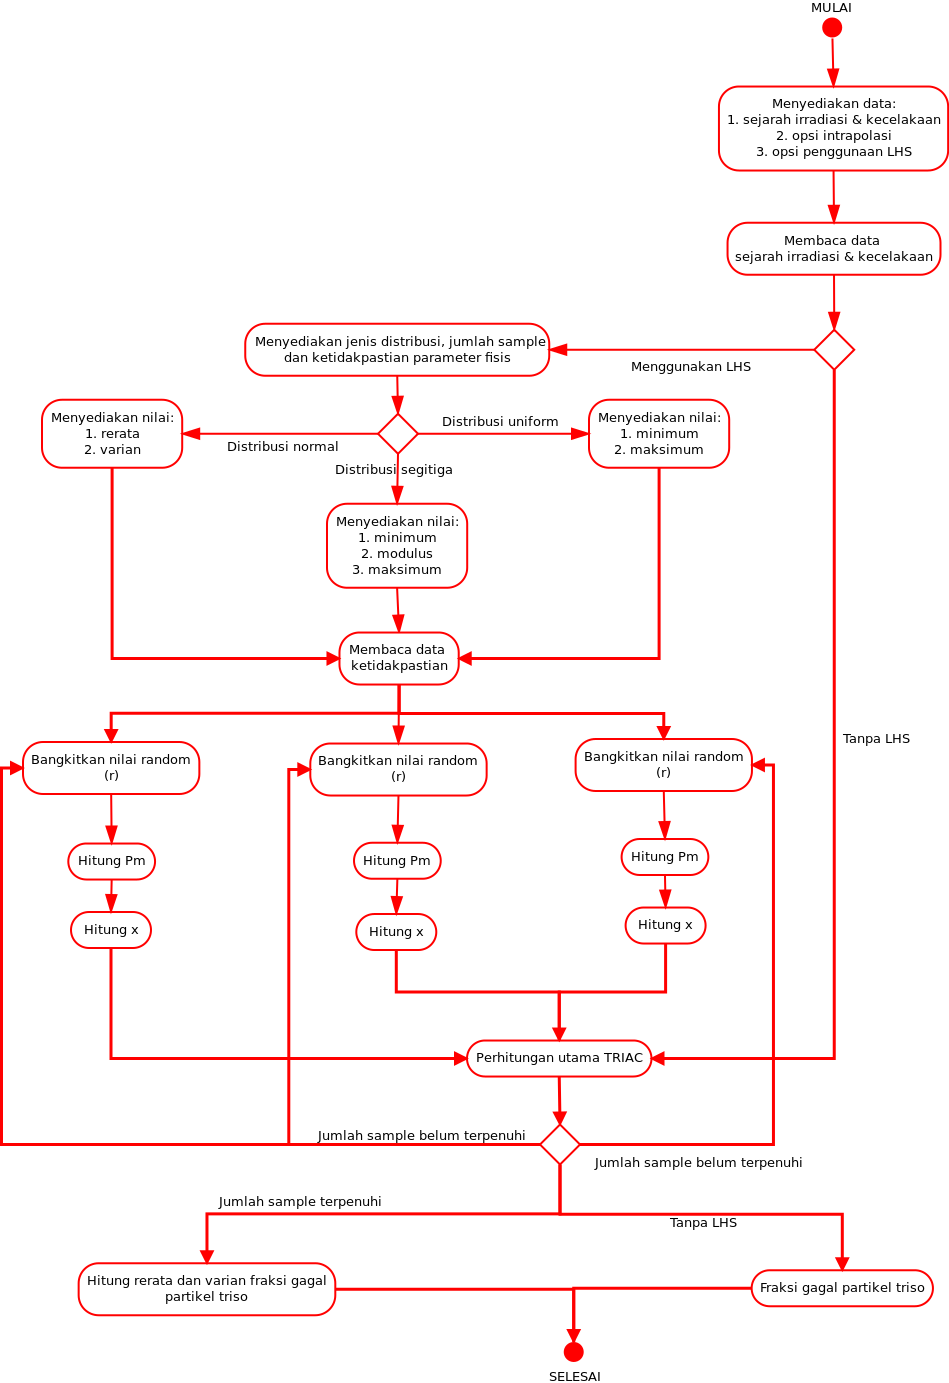 MULAI
Menyediakan data:
1. sejarah irradiasi & kecelakaan
2. opsi intrapolasi
3. opsi penggunaan LHS
Membaca data
sejarah irradiasi & kecelakaan
Menggunakan LHS
Menyediakan jenis distribusi, jumlah sample
dan ketidakpastian parameter fisis
Distribusi normal
Distribusi uniform
Distribusi segitiga
Menyediakan nilai:
1. rerata
2. varian
Menyediakan nilai:
1. minimum
2. maksimum
Menyediakan nilai:
1. minimum
2. modulus
3. maksimum
Membaca data
ketidakpastian
Tanpa LHS
Bangkitkan nilai random
(r)
Bangkitkan nilai random
(r)
Bangkitkan nilai random
(r)
Hitung Pm
Hitung Pm
Hitung Pm
Hitung x
Hitung x
Hitung x
Perhitungan utama TRIAC
Jumlah sample belum terpenuhi
Jumlah sample belum terpenuhi
Jumlah sample terpenuhi
Tanpa LHS
Hitung rerata dan varian fraksi gagal
partikel triso
Fraksi gagal partikel triso
SELESAI